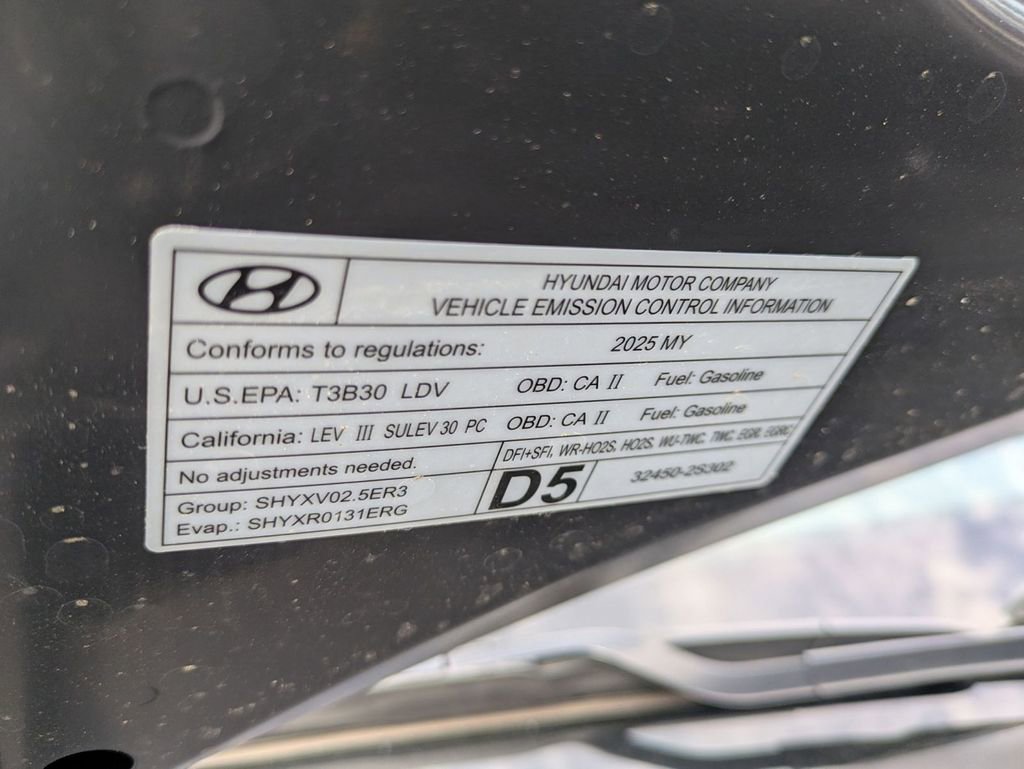 HYUNDAI MOTOR COMPANY
VEHICLE EMISSION CONTROL INFORMATION
Conforms to regulations: 2025 MY
U.S.EPA: T3B30 LDV OBD: CA II Fuel: Gasoline
California: LEV III SULEV 30 PC OBD: CA II Fuel: Gasoline
No adjustments needed. DFI+SFI, WR-HO2S, HO2S, WU-TWC, TWC, EGR, EGRC
Group: SHYXV02.5ER3 D5 32450-2S302
Evap.: SHYXR0131ERG